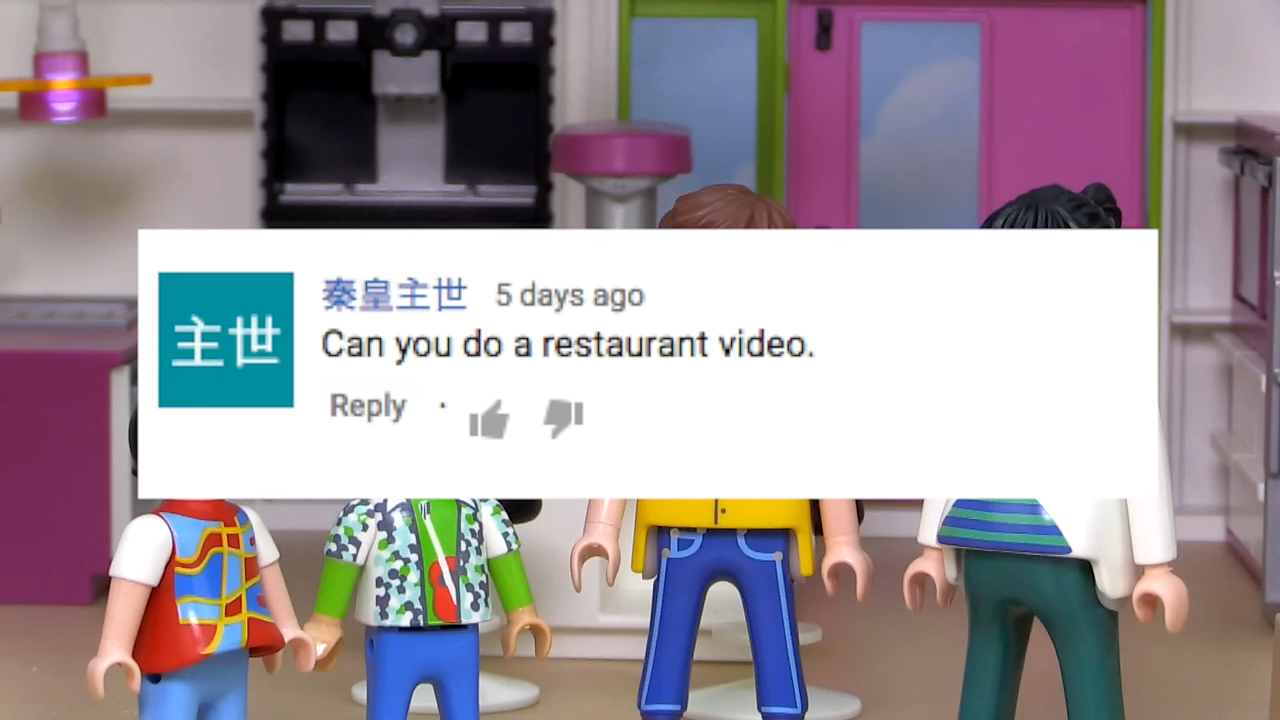 主世
秦皇主世 5 days ago
Can you do a restaurant video.
Reply ·